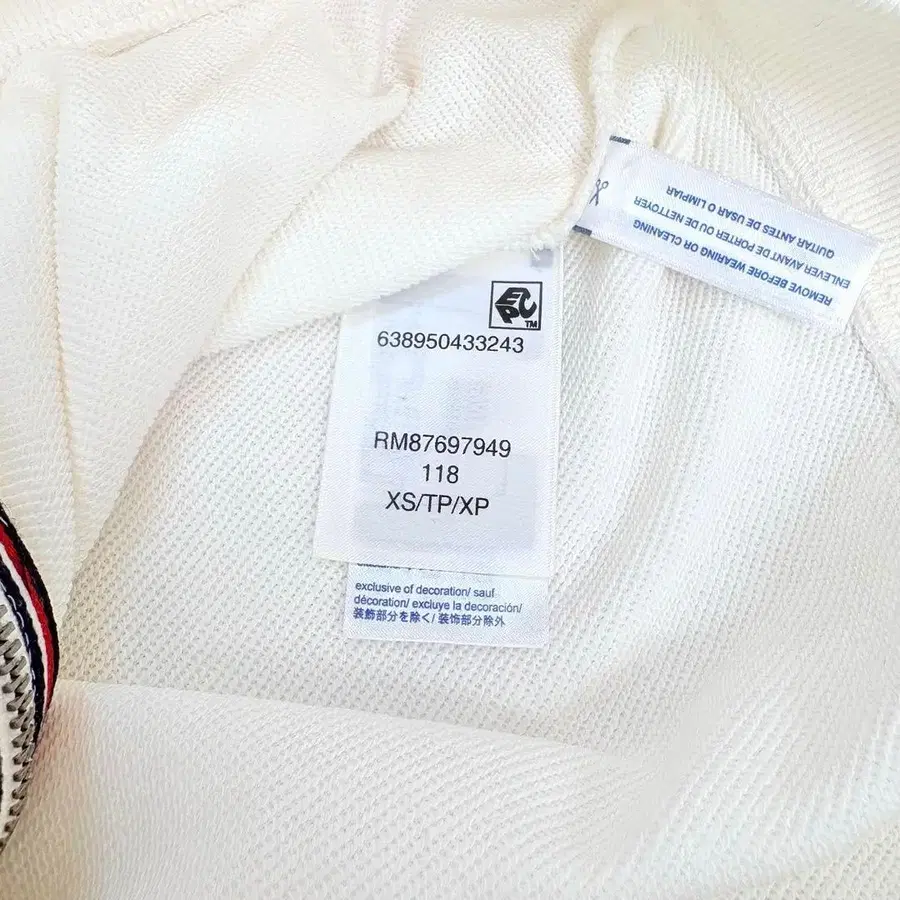 EPC
TM
638950433243
RM87697949
118
XS/TP/XP
exclusive of decoration/ sauf
décoration/ excluye la decoración/
装飾部分を除く/ 装饰部分除外
REMOVE BEFORE WEARING OR CLEANING
ENLEVER AVANT DE PORTER OU DE NETTOYER
QUITAR ANTES DE USAR O LIMPIAR